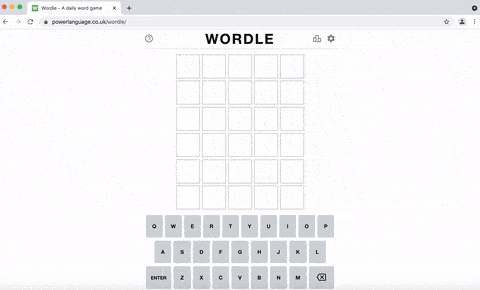 Wordle - A daily word game
powerlanguage.co.uk/wordle/
WORDLE
Q W E R T Y U I O P
A S D F G H J K L
ENTER Z X C V B N M